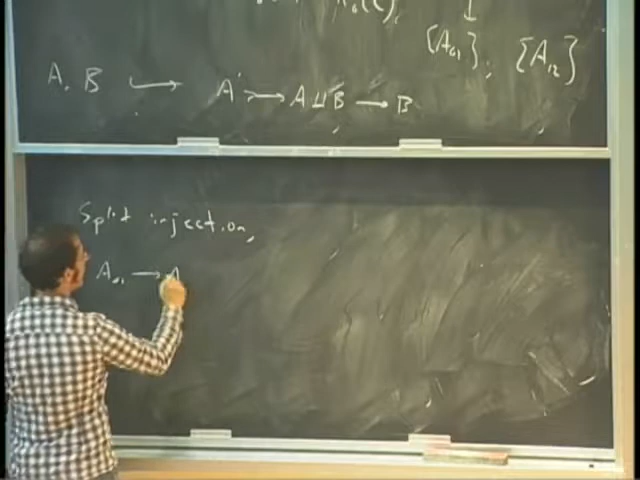 {A₀₁}, {A₁₂}
A, B ↪ A ↣ A ⊔ B → B
Split injection,
A₀₁ → A